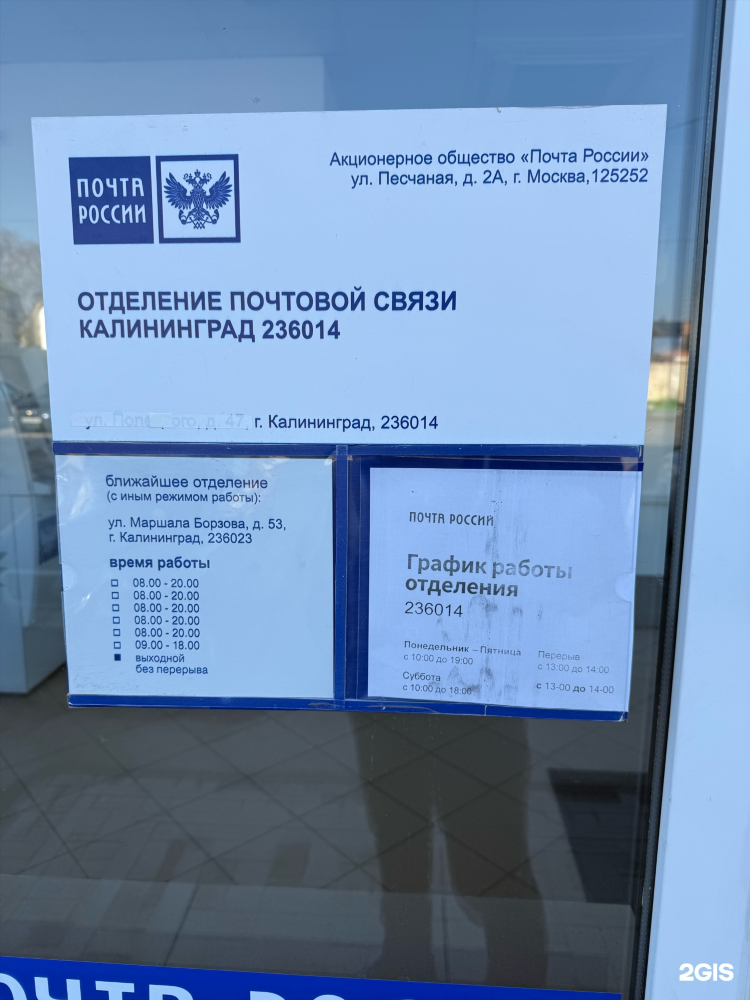 ПОЧТА
РОССИИ
Акционерное общество «Почта России»
ул. Песчаная, д. 2А, г. Москва,125252
ОТДЕЛЕНИЕ ПОЧТОВОЙ СВЯЗИ
КАЛИНИНГРАД 236014
ул. д. 47, г. Калининград, 236014
ближайшее отделение
(с иным режимом работы):
ул. Маршала Борзова, д. 53,
г. Калининград, 236023
время работы
08.00 - 20.00
08.00 - 20.00
08.00 - 20.00
08.00 - 20.00
08.00 - 20.00
09.00 - 18.00
выходной
без перерыва
ПОЧТА РОССИИ
График работы
отделения
236014
Понедельник – Пятница
с 10:00 до 19:00
Перерыв
с 13:00 до 14:00
Суббота
с 10:00 до 18:00
с 13-00 до 14-00
2GIS